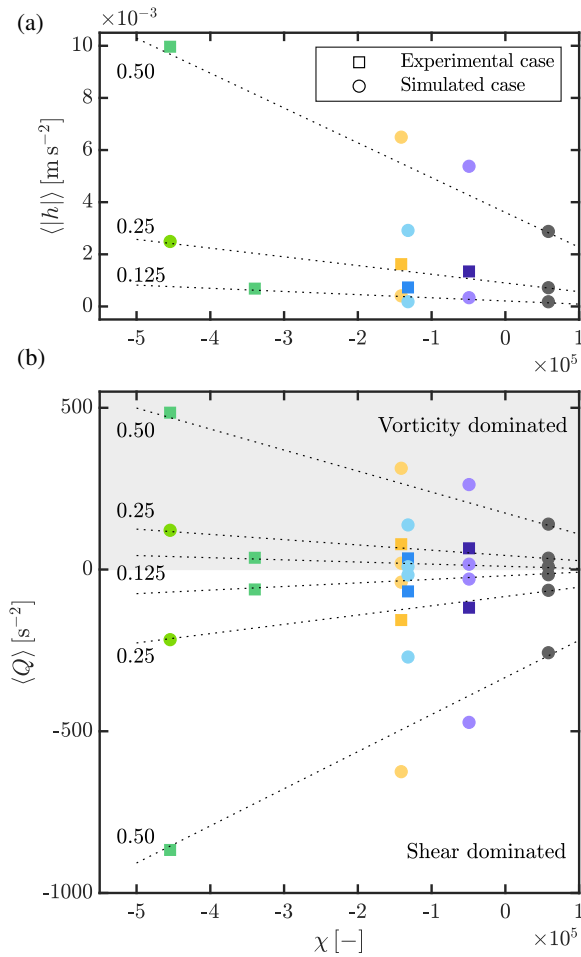 (a)
×10⁻³
10
8
6
4
2
0
⟨|h|⟩ [m s⁻²]
0.50
0.25
0.125
Experimental case
Simulated case
-5 -4 -3 -2 -1 0 1
×10⁵
(b)
500
0
-500
-1000
⟨Q⟩ [s⁻²]
Vorticity dominated
0.50
0.25
0.125
0.25
0.50
Shear dominated
-5 -4 -3 -2 -1 0 1
χ [−]
×10⁵